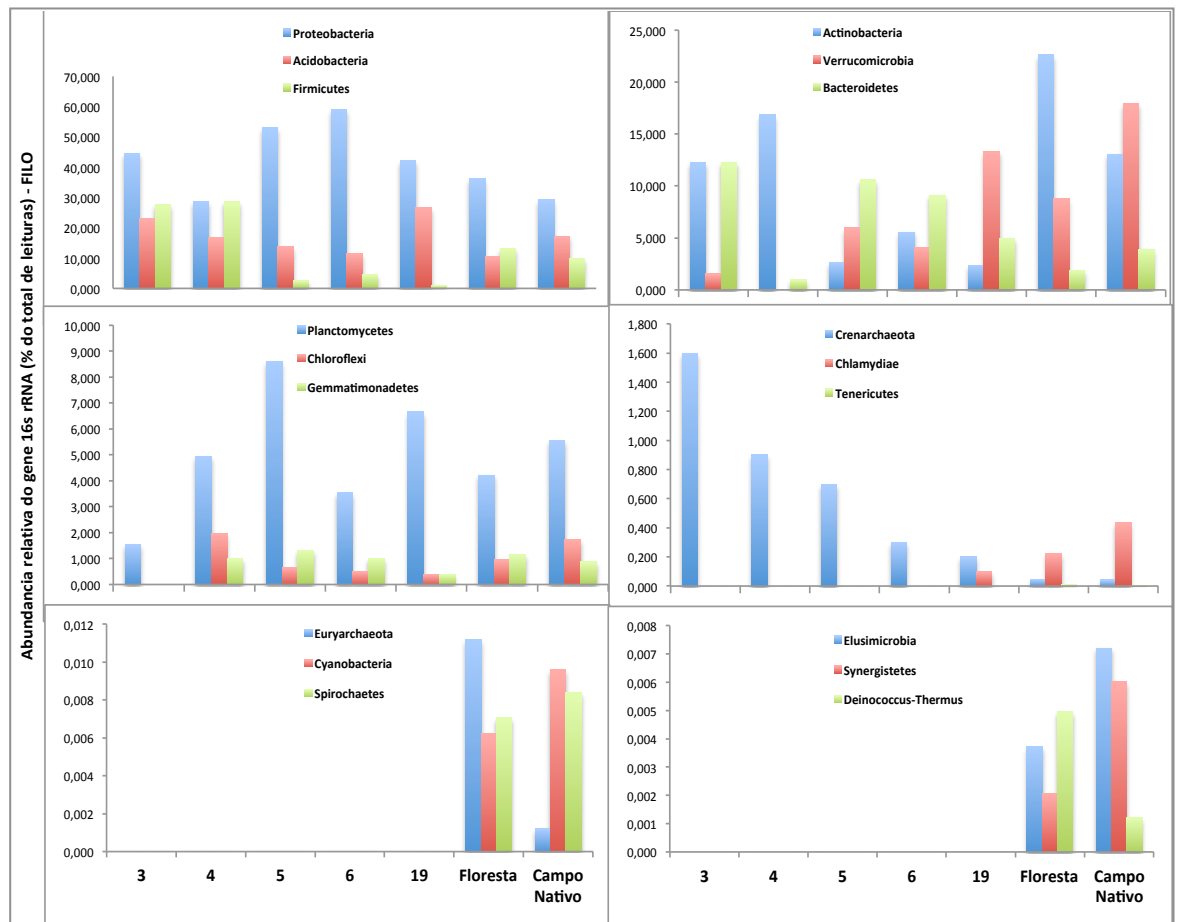 Abundancia relativa do gene 16s rRNA (% do total de leituras) - FILO
Proteobacteria
Acidobacteria
Firmicutes
70,000
60,000
50,000
40,000
30,000
20,000
10,000
0,000
Actinobacteria
Verrucomicrobia
Bacteroidetes
25,000
20,000
15,000
10,000
5,000
0,000
Planctomycetes
Chloroflexi
Gemmatimonadetes
10,000
9,000
8,000
7,000
6,000
5,000
4,000
3,000
2,000
1,000
0,000
Crenarchaeota
Chlamydiae
Tenericutes
1,800
1,600
1,400
1,200
1,000
0,800
0,600
0,400
0,200
0,000
Euryarchaeota
Cyanobacteria
Spirochaetes
0,012
0,010
0,008
0,006
0,004
0,002
0,000
3 4 5 6 19 Floresta Campo
Nativo
Elusimicrobia
Synergistetes
Deinococcus-Thermus
0,008
0,007
0,006
0,005
0,004
0,003
0,002
0,001
0,000
3 4 5 6 19 Floresta Campo
Nativo